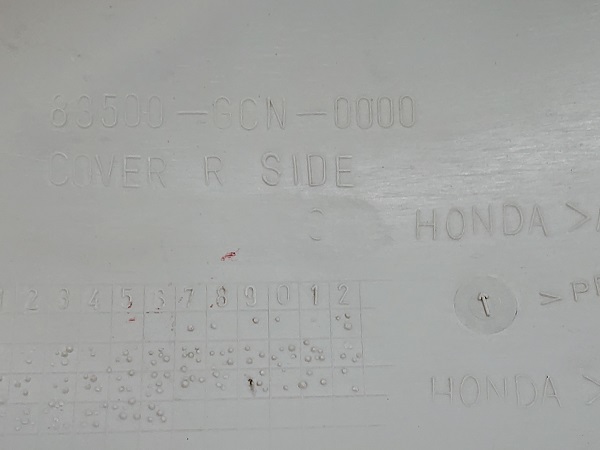 83500-GCN-0000
COVER R SIDE
HONDA >A
1 2 3 4 5 6 7 8 9 0 1 2
>PP
HONDA >